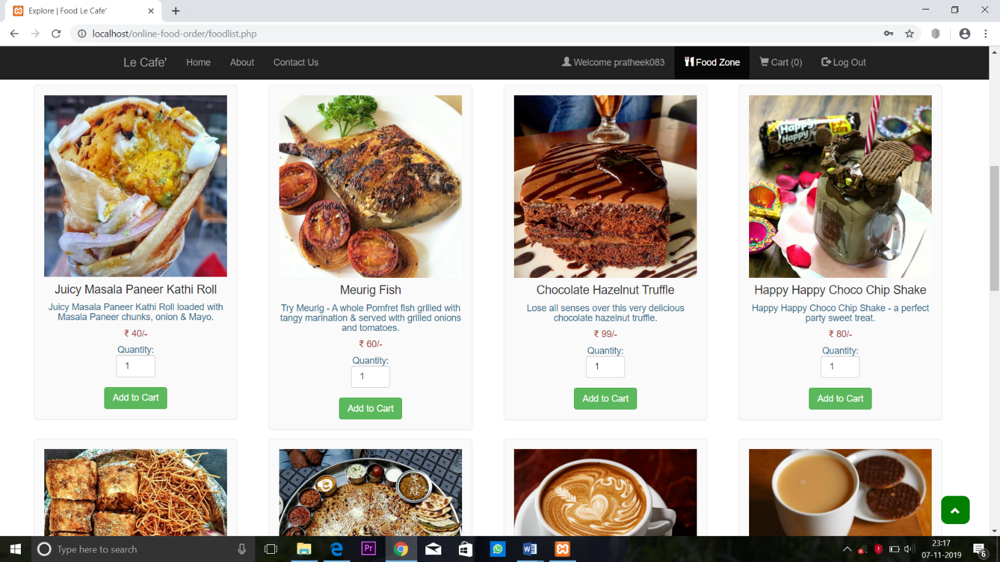 Explore | Food Le Cafe'
localhost/online-food-order/foodlist.php
Le Cafe' Home About Contact Us Welcome pratheek083 Food Zone Cart (0) Log Out
Happy
Happy
Extra
Juicy Masala Paneer Kathi Roll
Juicy Masala Paneer Kathi Roll loaded with
Masala Paneer chunks, onion & Mayo.
₹ 40/-
Quantity:
1
Add to Cart
Meurig Fish
Try Meurig - A whole Pomfret fish grilled with
tangy marination & served with grilled onions
and tomatoes.
₹ 60/-
Quantity:
1
Add to Cart
Chocolate Hazelnut Truffle
Lose all senses over this very delicious
chocolate hazelnut truffle.
₹ 99/-
Quantity:
1
Add to Cart
Happy Happy Choco Chip Shake
Happy Happy Choco Chip Shake - a perfect
party sweet treat.
₹ 80/-
Quantity:
1
Add to Cart
Type here to search
Pr
23:17
07-11-2019
6